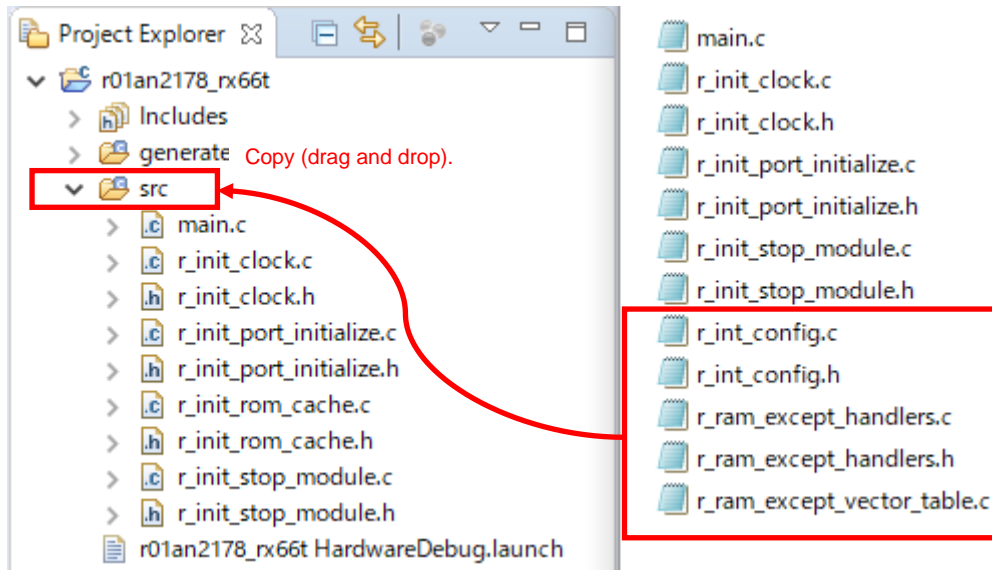 Project Explorer
r01an2178_rx66t
Includes
generate
Copy (drag and drop).
src
main.c
r_init_clock.c
r_init_clock.h
r_init_port_initialize.c
r_init_port_initialize.h
r_init_rom_cache.c
r_init_rom_cache.h
r_init_stop_module.c
r_init_stop_module.h
r01an2178_rx66t HardwareDebug.launch
main.c
r_init_clock.c
r_init_clock.h
r_init_port_initialize.c
r_init_port_initialize.h
r_init_stop_module.c
r_init_stop_module.h
r_int_config.c
r_int_config.h
r_ram_except_handlers.c
r_ram_except_handlers.h
r_ram_except_vector_table.c